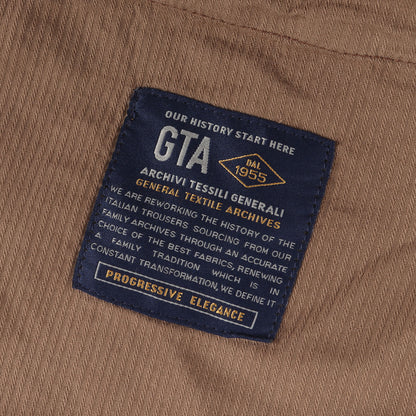 OUR HISTORY START HERE
GTA
DAL
1955
ARCHIVI TESSILI GENERALI
GENERAL TEXTILE ARCHIVES
WE ARE REWORKING THE HISTORY OF THE
ITALIAN TROUSERS SOURCING FROM OUR
FAMILY ARCHIVES THROUGH AN ACCURATE
CHOICE OF THE BEST FABRICS, RENEWING
A FAMILY TRADITION WHICH IS IN
CONSTANT TRANSFORMATION, WE DEFINE IT
PROGRESSIVE ELEGANCE